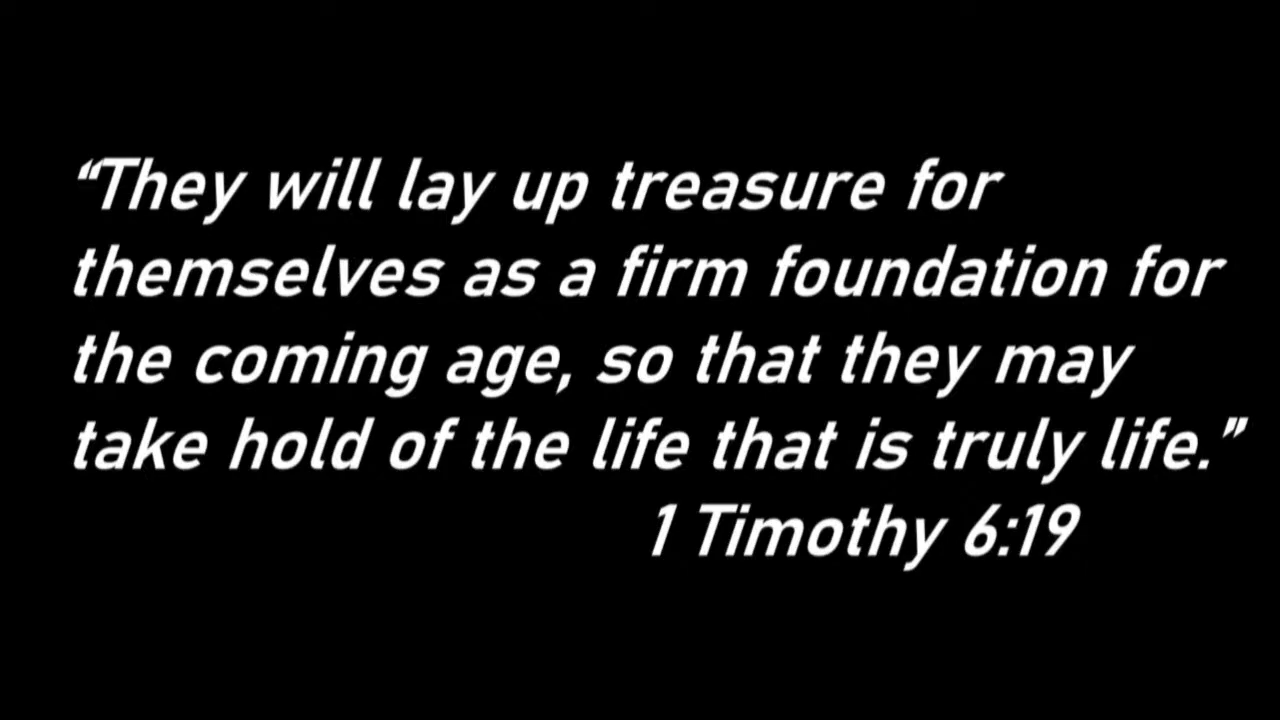 “They will lay up treasure for
themselves as a firm foundation for
the coming age, so that they may
take hold of the life that is truly life.”
1 Timothy 6:19